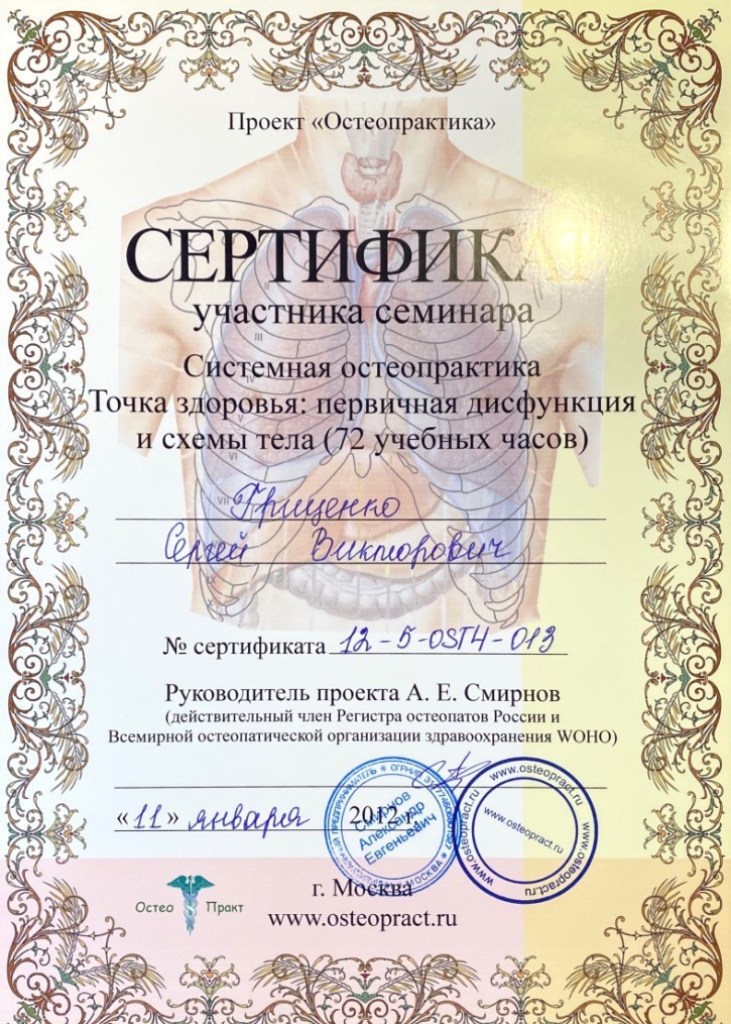 Проект «Остеопрактика»
СЕРТИФИКАТ
участника семинара
Системная остеопрактика
Точка здоровья: первичная дисфункция
и схемы тела (72 учебных часов)
Гриценко
Сергей Викторович
№ сертификата 12-5-OST4-013
Руководитель проекта А. Е. Смирнов
(действительный член Регистра остеопатов России и
Всемирной остеопатической организации здравоохранения WOHO)
«11» января 2012 г.
Смирнов
Александр
Евгеньевич
МОСКВА
www.osteopract.ru
www.osteopract.ru
www.osteopract.ru
www.osteopract.ru
Остео Практ
г. Москва
www.osteopract.ru